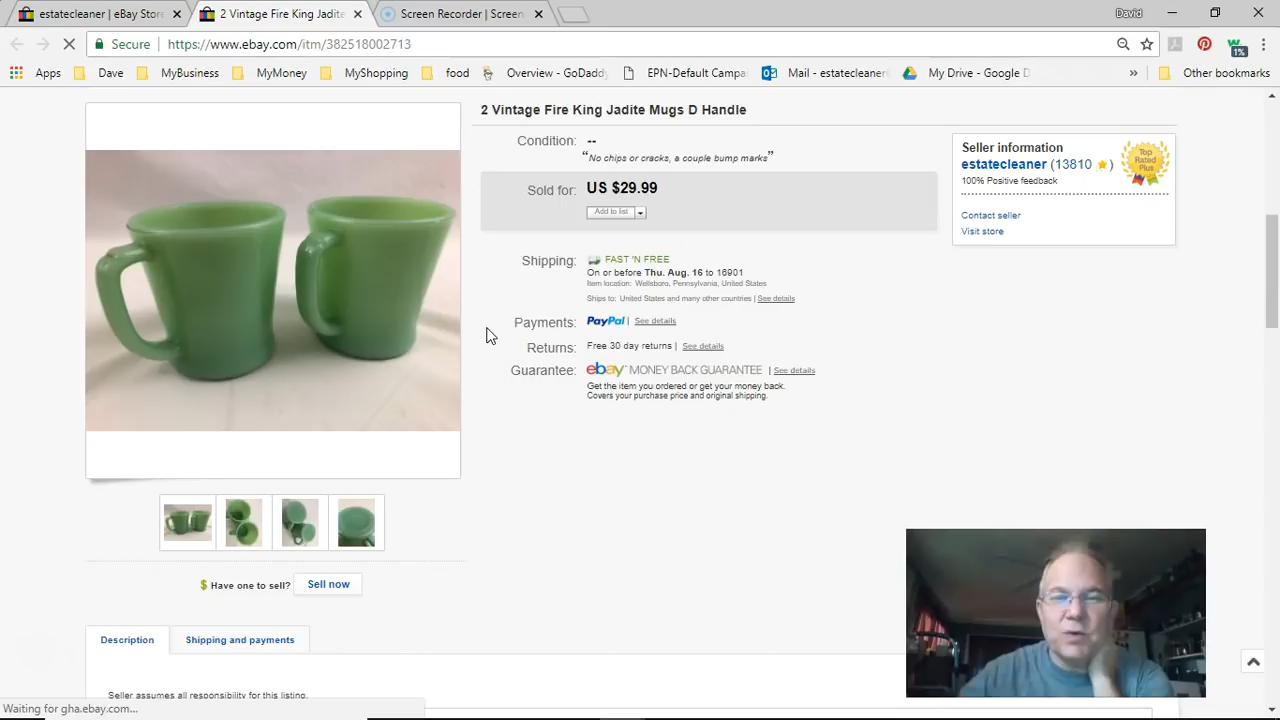 estatecleaner | eBay Store
2 Vintage Fire King Jadite
Screen Recorder | Screen
David
Secure
https://www.ebay.com/itm/382518002713
1%
Apps
Dave
MyBusiness
MyMoney
MyShopping
food
Overview - GoDaddy
EPN-Default Campa
Mail - estatecleaner
My Drive - Google D
»
Other bookmarks
2 Vintage Fire King Jadite Mugs D Handle
Condition: --
“No chips or cracks, a couple bump marks”
Sold for: US $29.99
Add to list
Shipping: FAST 'N FREE
On or before Thu. Aug. 16 to 16901
Item location: Wellsboro, Pennsylvania, United States
Ships to: United States and many other countries | See details
Payments: PayPal | See details
Returns: Free 30 day returns | See details
Guarantee: ebay MONEY BACK GUARANTEE | See details
Get the item you ordered or get your money back.
Covers your purchase price and original shipping.
Seller information
estatecleaner (13810 )
100% Positive feedback
Contact seller
Visit store
Top
Rated
Plus
$ Have one to sell? Sell now
Description
Shipping and payments
Seller assumes all responsibility for this listing.
Waiting for gha.ebay.com...